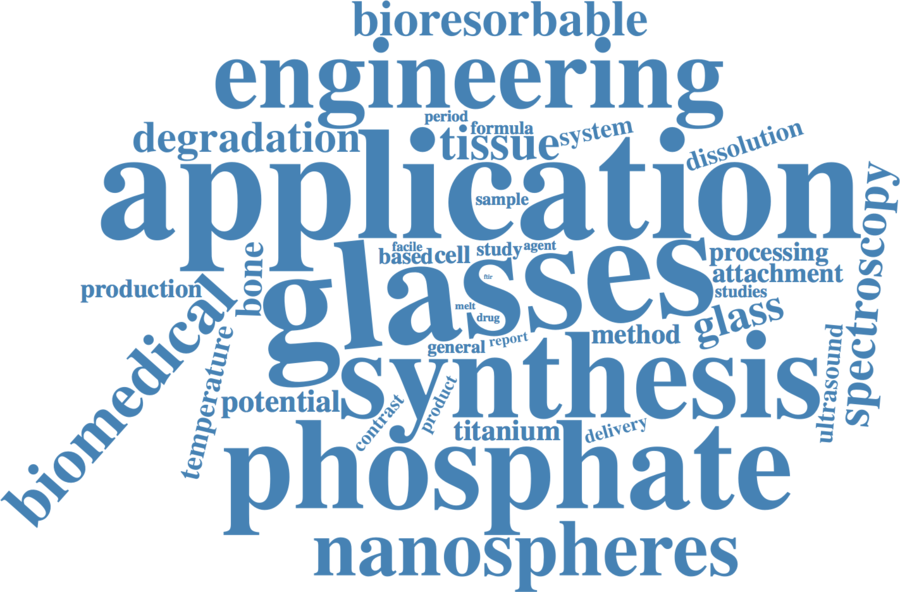 bioresorbable
engineering
period
formula
degradation
tissue
system
dissolution
application
sample
spectroscopy
facile
based
cell
study
agent
bone
glasses
processing
für
attachment
production
studies
melt
drug
biomedical
glass
method
general
report
temperature
synthesis
ultrasound
potential
contrast
product
titanium
delivery
phosphate
nanospheres